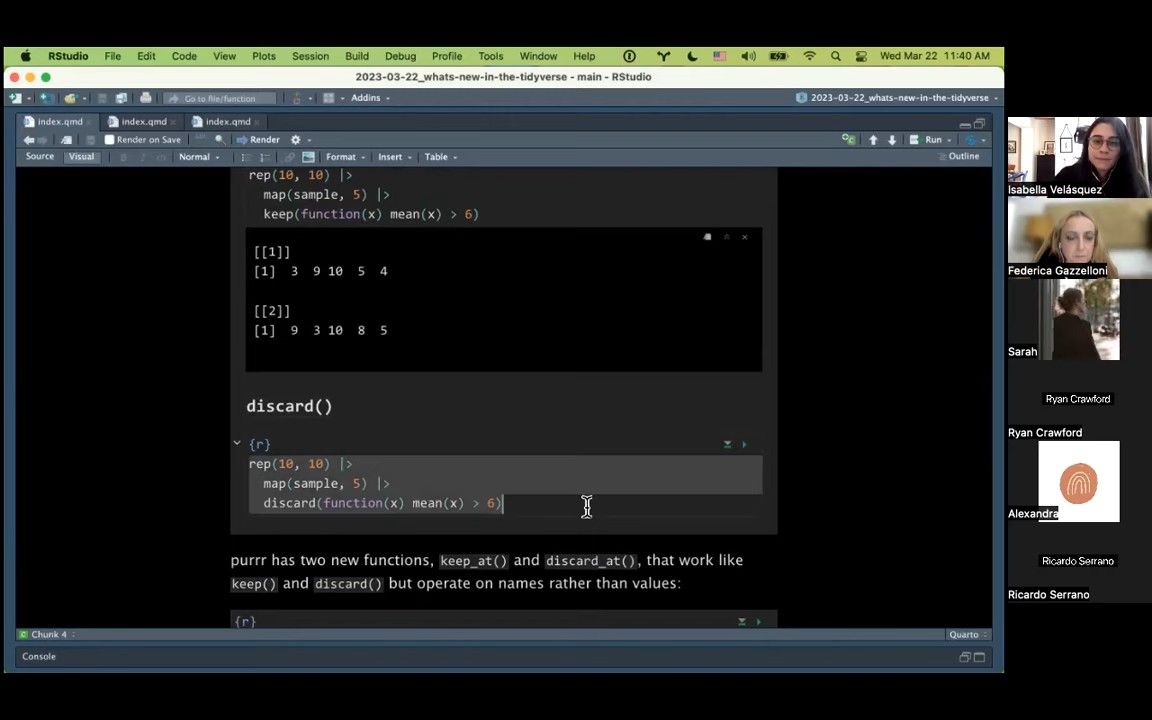 RStudio File Edit Code View Plots Session Build Debug Profile Tools Window Help Wed Mar 22 11:40 AM
2023-03-22_whats-new-in-the-tidyverse - main - RStudio
Go to file/function Addins 2023-03-22_whats-new-in-the-tidyverse
index.qmd index.qmd index.qmd
Render on Save Render Run
Source Visual Normal Format Insert Table Outline
rep(10, 10) |>
map(sample, 5) |>
keep(function(x) mean(x) > 6)
[[1]]
[1] 3 9 10 5 4
[[2]]
[1] 9 3 10 8 5
discard()
{r}
rep(10, 10) |>
map(sample, 5) |>
discard(function(x) mean(x) > 6)
purrr has two new functions, keep_at() and discard_at(), that work like
keep() and discard() but operate on names rather than values:
{r}
Chunk 4 Quarto
Console
Isabella Velásquez
Federica Gazzelloni
Sarah
Ryan Crawford
Ryan Crawford
Alexandra
Ricardo Serrano
Ricardo Serrano